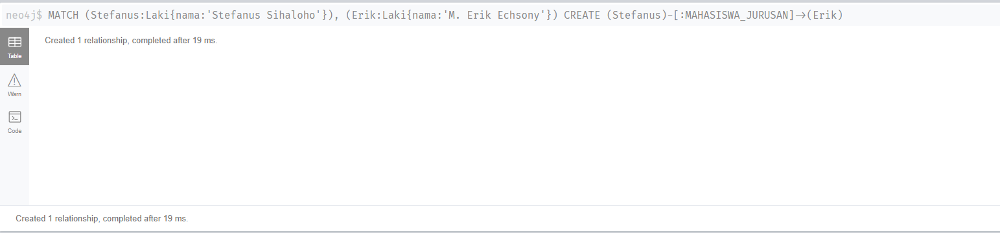 neo4j$ MATCH (Stefanus:Laki{nama:'Stefanus Sihaloho'}), (Erik:Laki{nama:'M. Erik Echsony'}) CREATE (Stefanus)-[:MAHASISWA_JURUSAN]->(Erik)
Table
Created 1 relationship, completed after 19 ms.
Warn
Code
Created 1 relationship, completed after 19 ms.